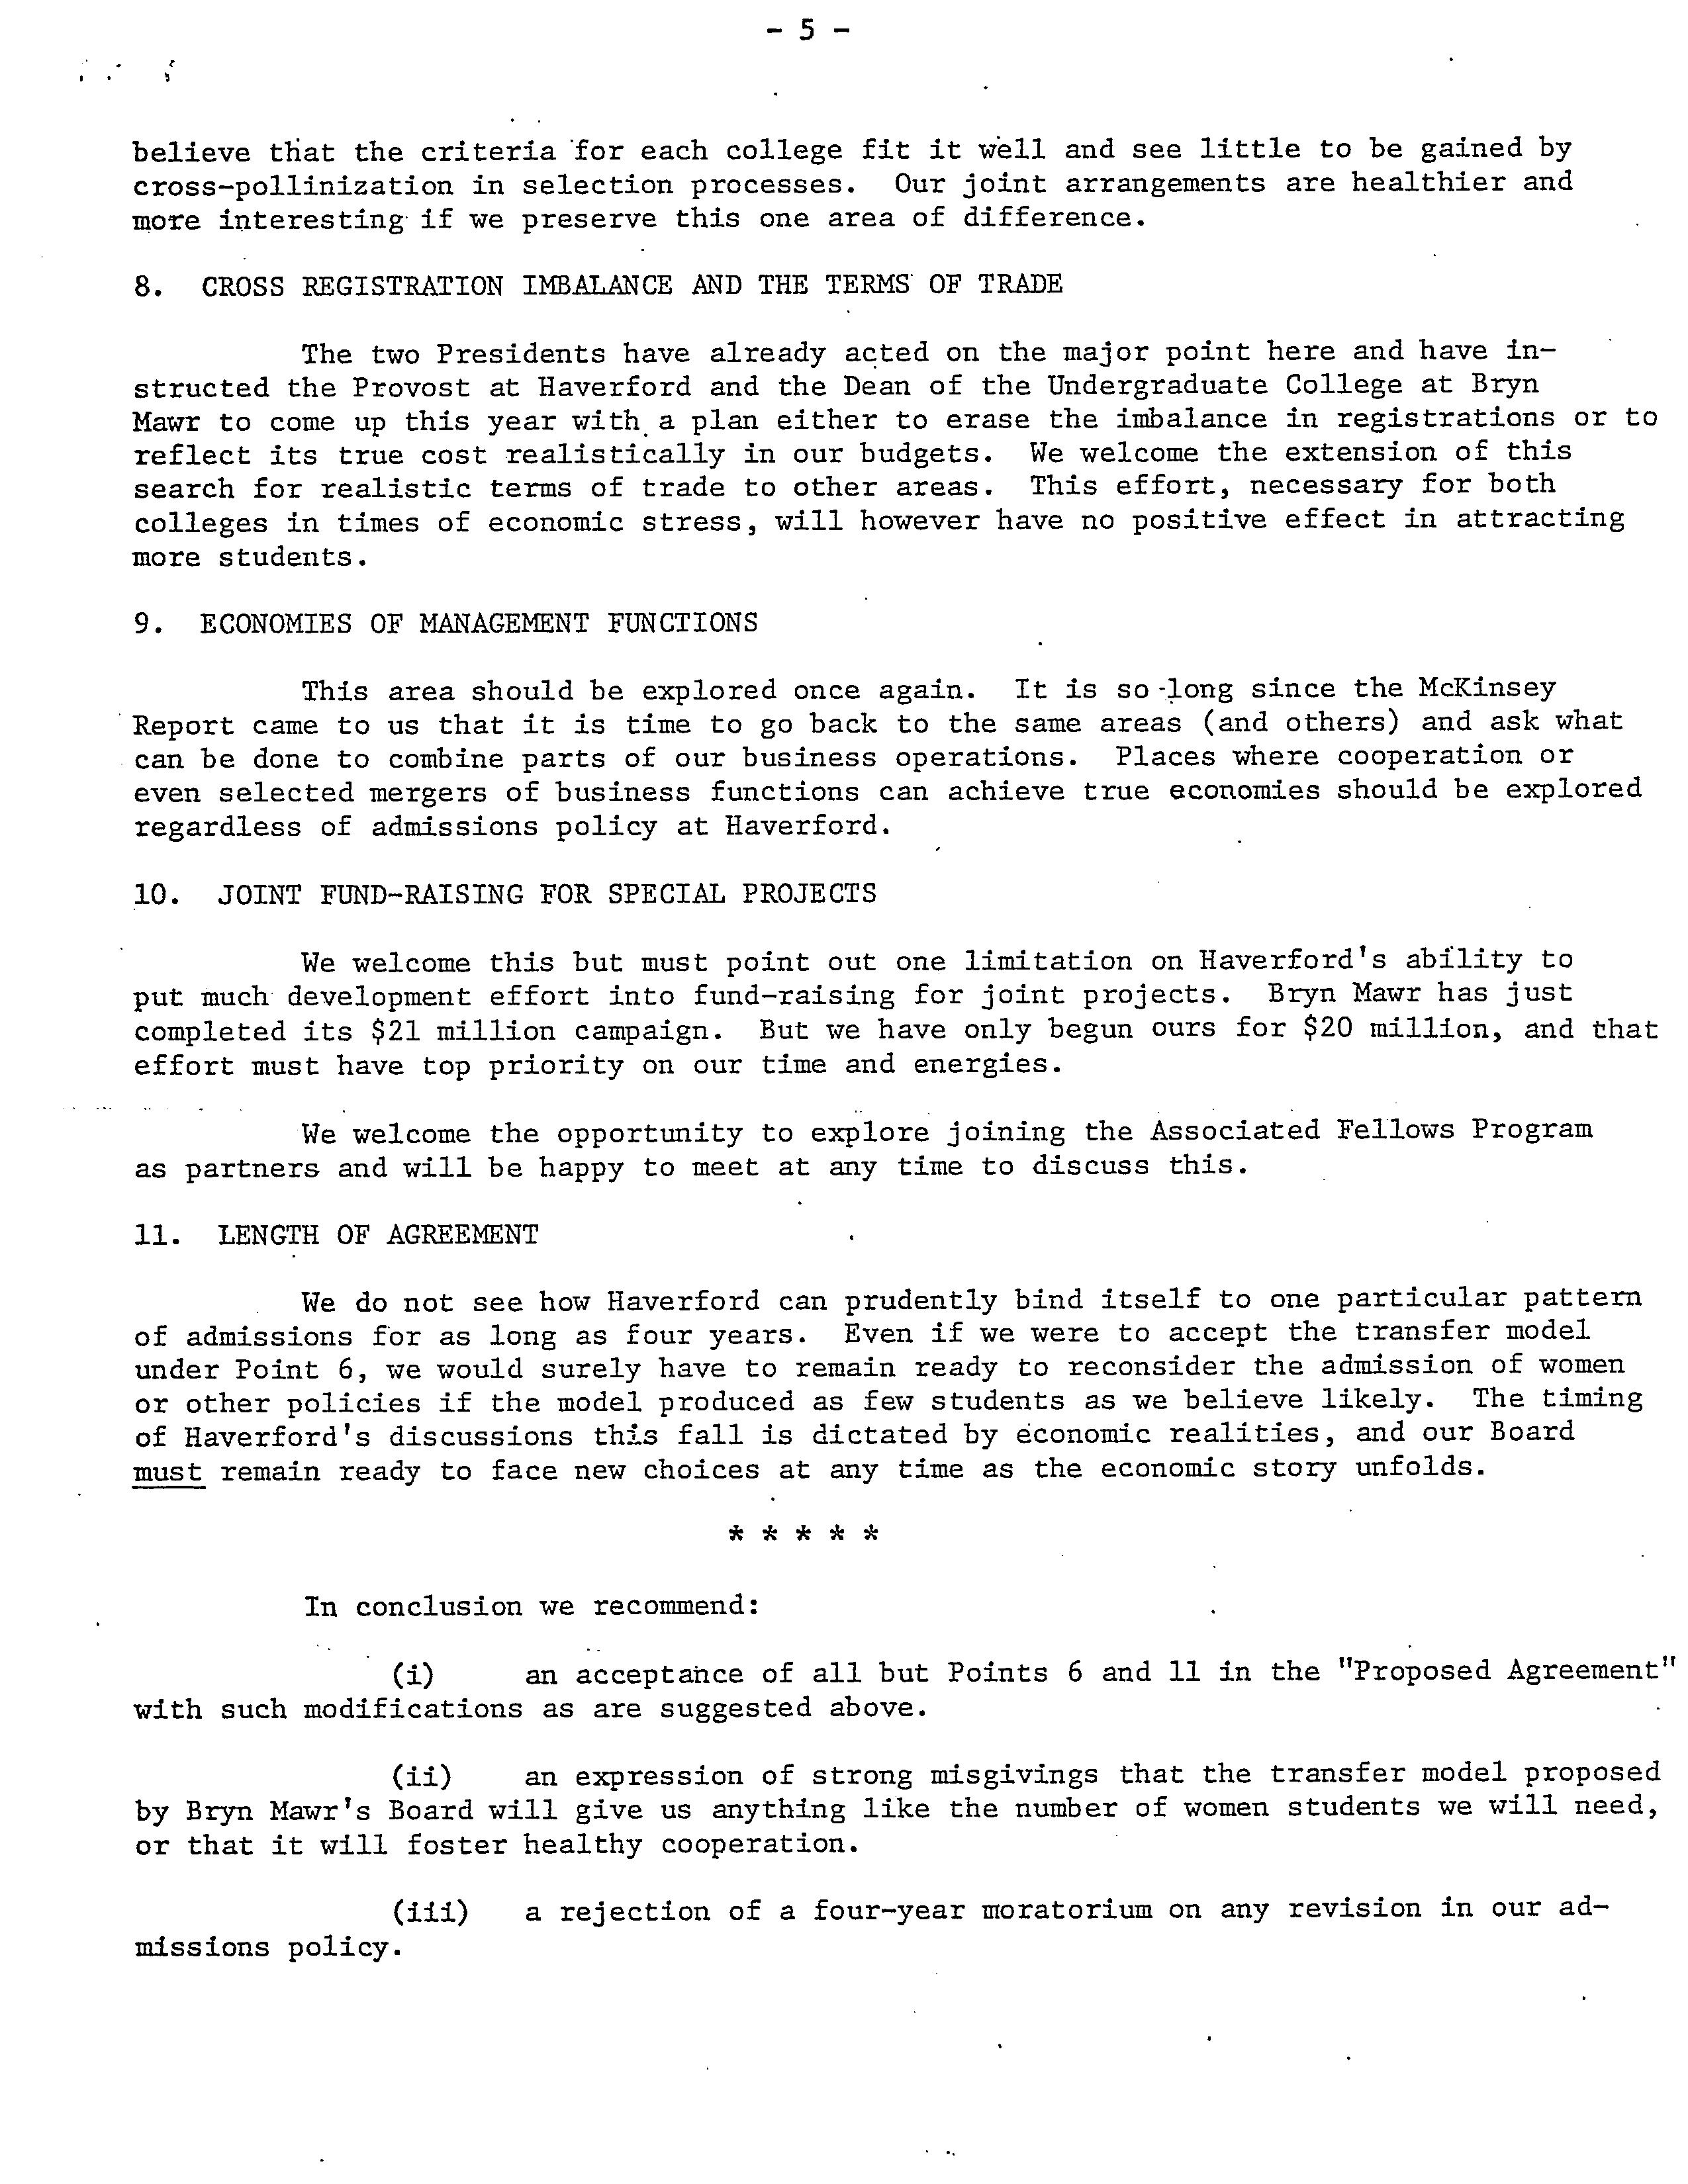 - 5 -
believe that the criteria for each college fit it well and see little to be gained by
cross-pollinization in selection processes. Our joint arrangements are healthier and
more interesting if we preserve this one area of difference.
8. CROSS REGISTRATION IMBALANCE AND THE TERMS OF TRADE
The two Presidents have already acted on the major point here and have in-
structed the Provost at Haverford and the Dean of the Undergraduate College at Bryn
Mawr to come up this year with a plan either to erase the imbalance in registrations or to
reflect its true cost realistically in our budgets. We welcome the extension of this
search for realistic terms of trade to other areas. This effort, necessary for both
colleges in times of economic stress, will however have no positive effect in attracting
more students.
9. ECONOMIES OF MANAGEMENT FUNCTIONS
This area should be explored once again. It is so long since the McKinsey
Report came to us that it is time to go back to the same areas (and others) and ask what
can be done to combine parts of our business operations. Places where cooperation or
even selected mergers of business functions can achieve true economies should be explored
regardless of admissions policy at Haverford.
10. JOINT FUND-RAISING FOR SPECIAL PROJECTS
We welcome this but must point out one limitation on Haverford's ability to
put much development effort into fund-raising for joint projects. Bryn Mawr has just
completed its $21 million campaign. But we have only begun ours for $20 million, and that
effort must have top priority on our time and energies.
We welcome the opportunity to explore joining the Associated Fellows Program
as partners and will be happy to meet at any time to discuss this.
11. LENGTH OF AGREEMENT
We do not see how Haverford can prudently bind itself to one particular pattern
of admissions for as long as four years. Even if we were to accept the transfer model
under Point 6, we would surely have to remain ready to reconsider the admission of women
or other policies if the model produced as few students as we believe likely. The timing
of Haverford's discussions this fall is dictated by economic realities, and our Board
must remain ready to face new choices at any time as the economic story unfolds.
* * * * *
In conclusion we recommend:
(i) an acceptance of all but Points 6 and 11 in the "Proposed Agreement"
with such modifications as are suggested above.
(ii) an expression of strong misgivings that the transfer model proposed
by Bryn Mawr's Board will give us anything like the number of women students we will need,
or that it will foster healthy cooperation.
(iii) a rejection of a four-year moratorium on any revision in our ad-
missions policy.